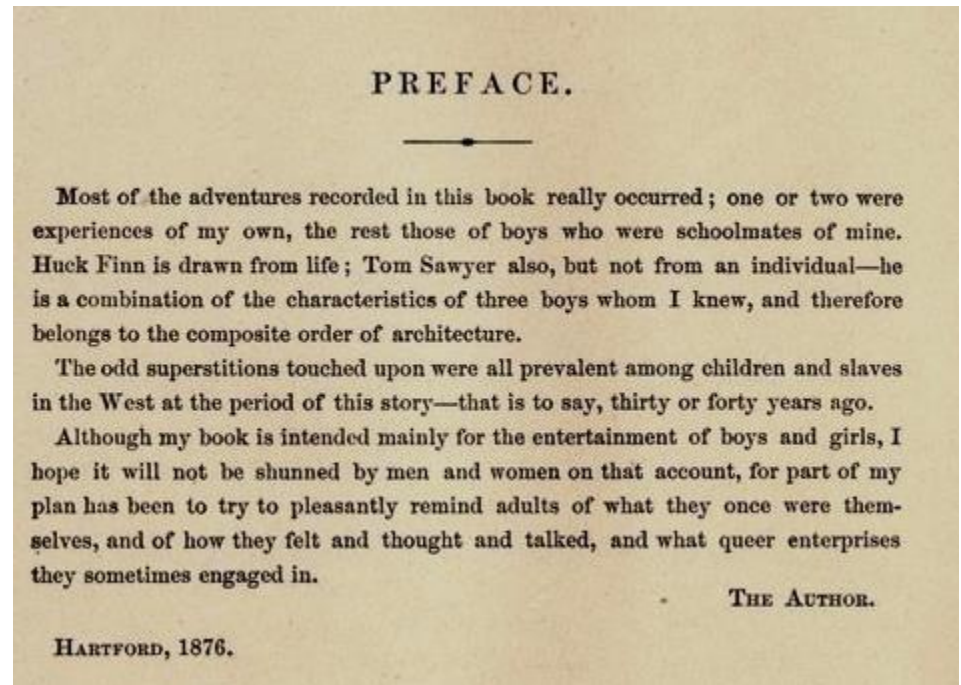 PREFACE.
Most of the adventures recorded in this book really occurred; one or two were
experiences of my own, the rest those of boys who were schoolmates of mine.
Huck Finn is drawn from life; Tom Sawyer also, but not from an individual—he
is a combination of the characteristics of three boys whom I knew, and therefore
belongs to the composite order of architecture.
The odd superstitions touched upon were all prevalent among children and slaves
in the West at the period of this story—that is to say, thirty or forty years ago.
Although my book is intended mainly for the entertainment of boys and girls, I
hope it will not be shunned by men and women on that account, for part of my
plan has been to try to pleasantly remind adults of what they once were them-
selves, and of how they felt and thought and talked, and what queer enterprises
they sometimes engaged in.
THE AUTHOR.
HARTFORD, 1876.